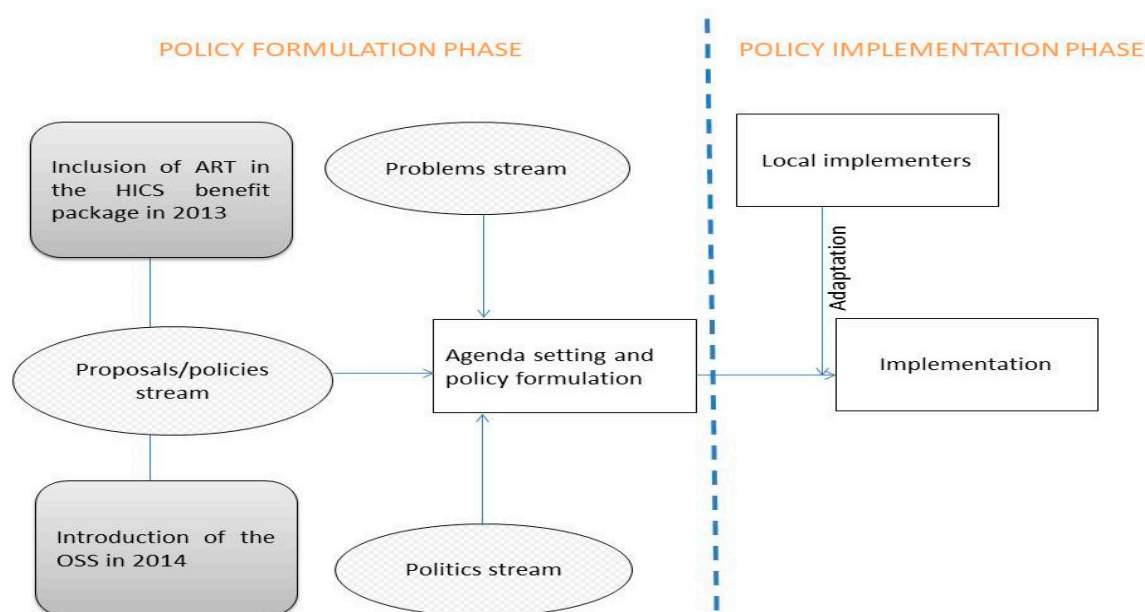 POLICY FORMULATION PHASE
POLICY IMPLEMENTATION PHASE
Inclusion of ART in
the HICS benefit
package in 2013
Problems stream
Local implementers
Adaptation
Proposals/policies
stream
Agenda setting and
policy formulation
Implementation
Introduction of the
OSS in 2014
Politics stream